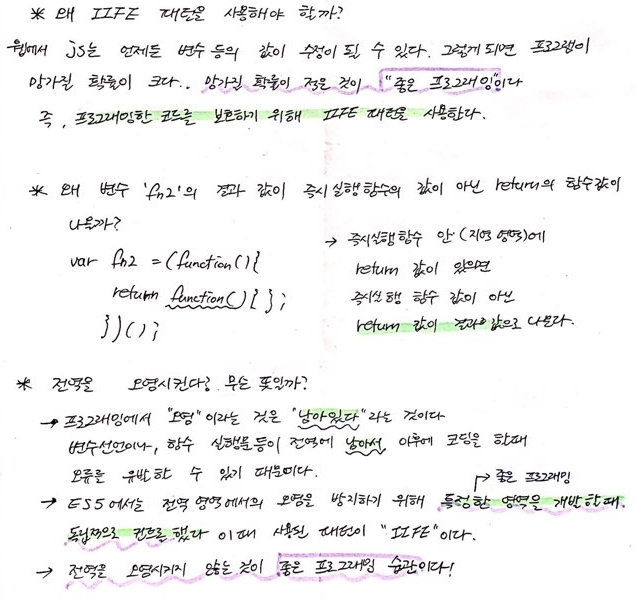 * 왜 IIFE 패턴을 사용해야 할까?
웹에서 js는 언제든 변수 등의 값이 수정이 될 수 있다. 그렇게 되면 프로그램이
망가질 확률이 크다.. 망가질 확률이 적은 것이 "좋은 프로그래밍"이다
즉, 프로그래밍한 코드를 보호하기 위해 IIFE 패턴을 사용한다.
* 왜 변수 'fn2'의 결과 값이 즉시실행함수의 값이 아닌 return의 함수값이
나올까?
var fn2 = (function(){
return function(){ };
})();
→ 즉시실행함수 안(지역 영역)에
return 값이 있으면
즉시실행 함수 값이 아닌
return 값이 결과값으로 나온다.
* 전역을 오염시킨다? 무슨 뜻일까?
→ 프로그래밍에서 "오염"이라는 것은 "남아있다"라는 것이다
변수선언이나, 함수 실행문 등이 전역에 남아서, 이후에 코딩을 할때
오류를 유발할 수 있기 때문이다.
→ 좋은 프로그래밍
→ ES5에서는 전역 영역에서의 오염을 방지하기 위해 특정한 영역을 개발할때,
독립적으로 컨트롤 했다 이때 사용된 패턴이 "IIFE"이다.
→ 전역을 오염시키지 않는 것이 좋은 프로그래밍 습관이다!